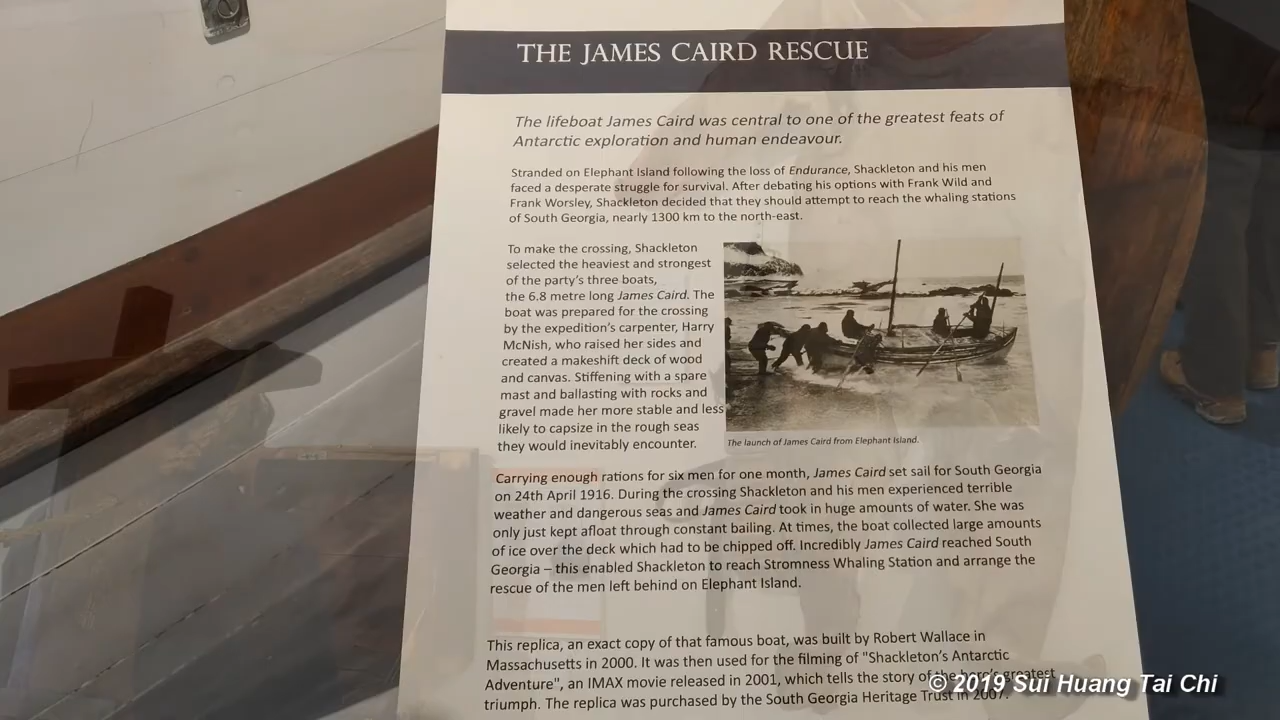 THE JAMES CAIRD RESCUE
The lifeboat James Caird was central to one of the greatest feats of
Antarctic exploration and human endeavour.
Stranded on Elephant Island following the loss of Endurance, Shackleton and his men
faced a desperate struggle for survival. After debating his options with Frank Wild and
Frank Worsley, Shackleton decided that they should attempt to reach the whaling stations
of South Georgia, nearly 1300 km to the north-east.
To make the crossing, Shackleton
selected the heaviest and strongest
of the party's three boats,
the 6.8 metre long James Caird. The
boat was prepared for the crossing
by the expedition's carpenter, Harry
McNish, who raised her sides and
created a makeshift deck of wood
and canvas. Stiffening with a spare
mast and ballasting with rocks and
gravel made her more stable and less
likely to capsize in the rough seas
they would inevitably encounter.
The launch of James Caird from Elephant Island.
Carrying enough rations for six men for one month, James Caird set sail for South Georgia
on 24th April 1916. During the crossing Shackleton and his men experienced terrible
weather and dangerous seas and James Caird took in huge amounts of water. She was
only just kept afloat through constant bailing. At times, the boat collected large amounts
of ice over the deck which had to be chipped off. Incredibly James Caird reached South
Georgia – this enabled Shackleton to reach Stromness Whaling Station and arrange the
rescue of the men left behind on Elephant Island.
This replica, an exact copy of that famous boat, was built by Robert Wallace in
Massachusetts in 2000. It was then used for the filming of "Shackleton's Antarctic
Adventure", an IMAX movie released in 2001, which tells the story of the greatest
triumph. The replica was purchased by the South Georgia Heritage Trust in 2007.
© 2019 Sui Huang Tai Chi